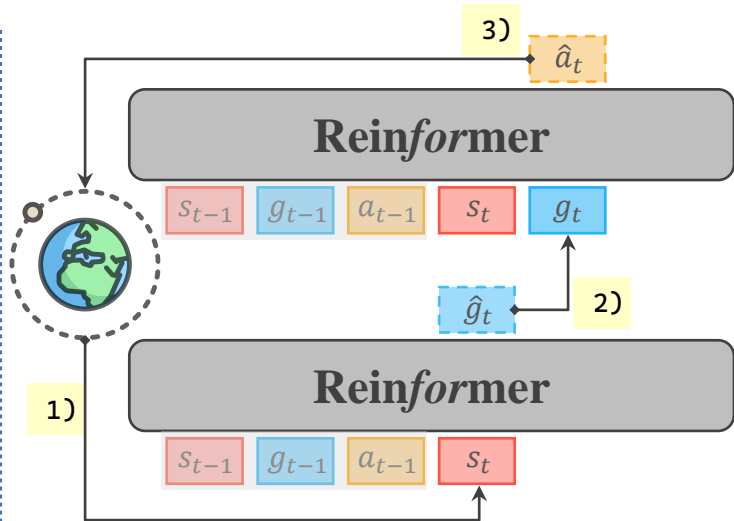 3)
â_t
Reinformer
s_{t−1} g_{t−1} a_{t−1} s_t g_t
ĝ_t
2)
Reinformer
1)
s_{t−1} g_{t−1} a_{t−1} s_t